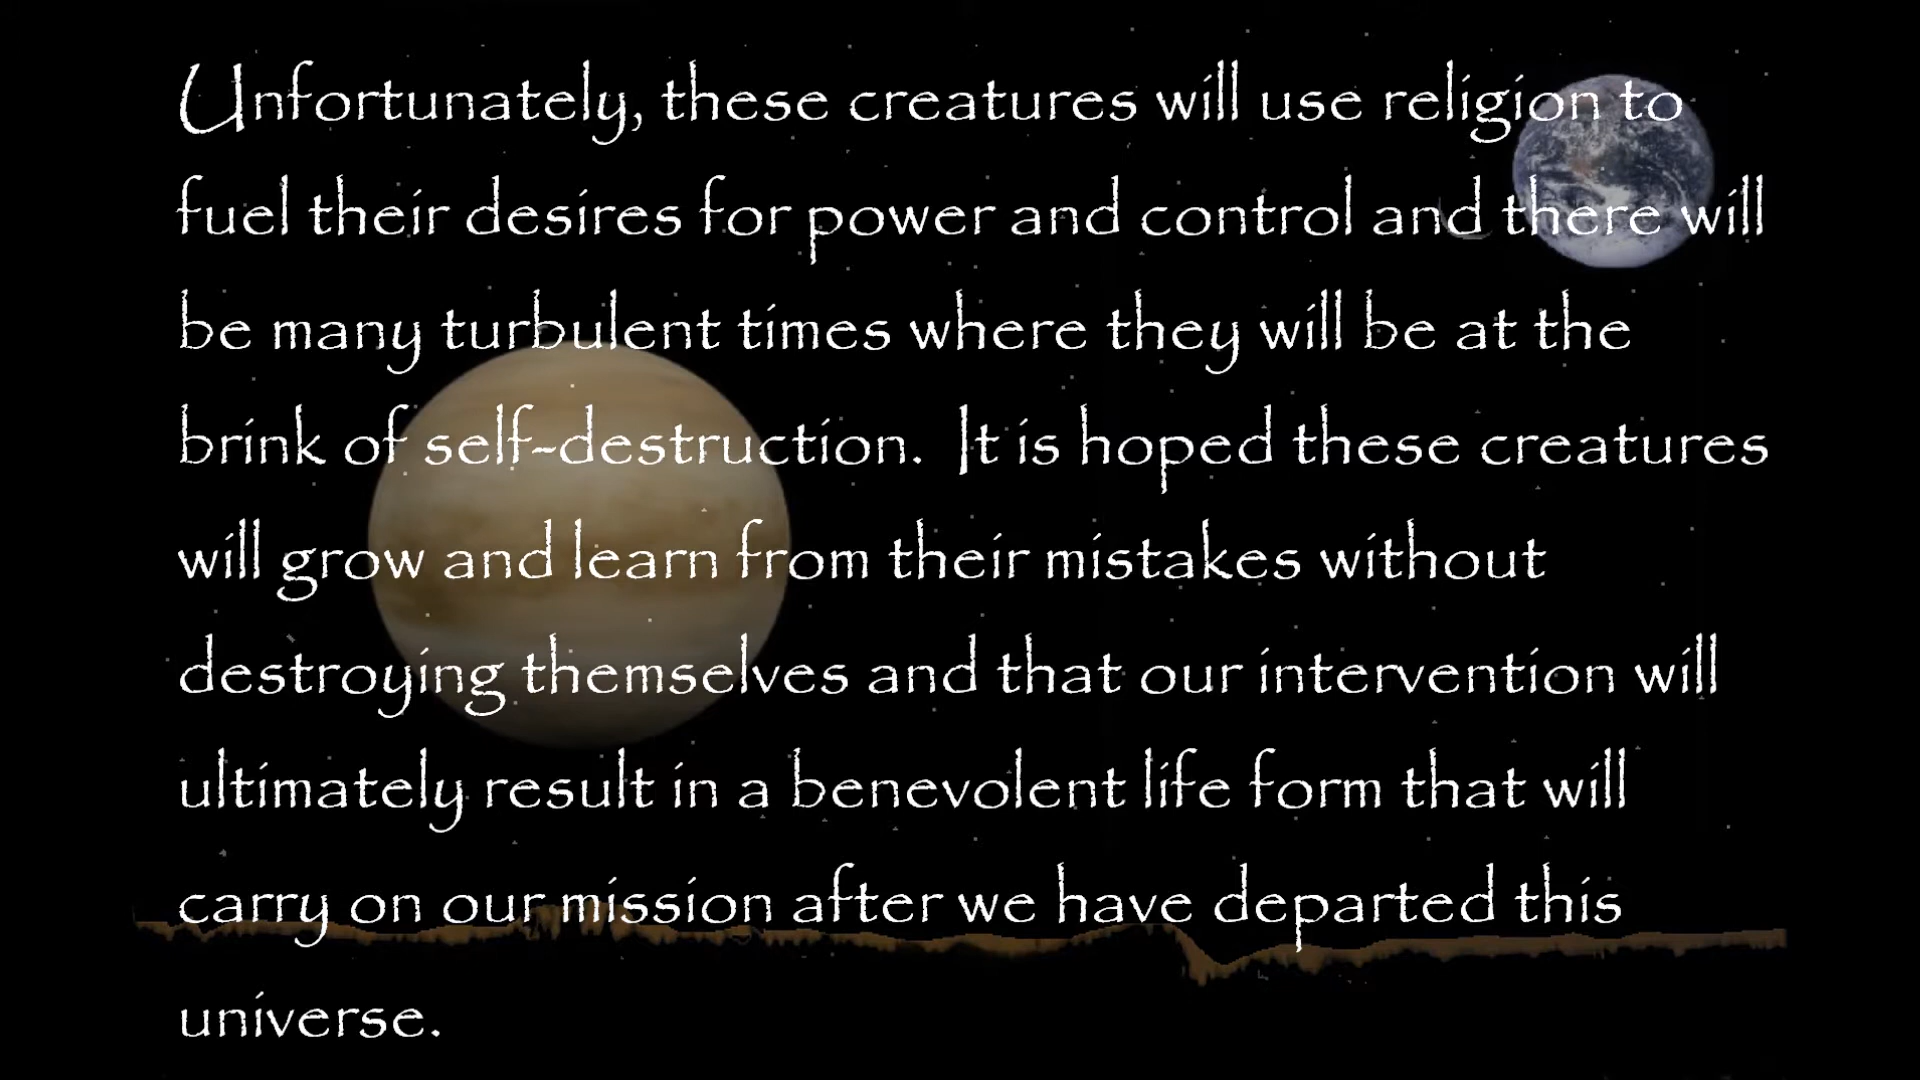 Unfortunately, these creatures will use religion to
fuel their desires for power and control and there will
be many turbulent times where they will be at the
brink of self-destruction.  It is hoped these creatures
will grow and learn from their mistakes without
destroying themselves and that our intervention will
ultimately result in a benevolent life form that will
carry on our mission after we have departed this
universe.